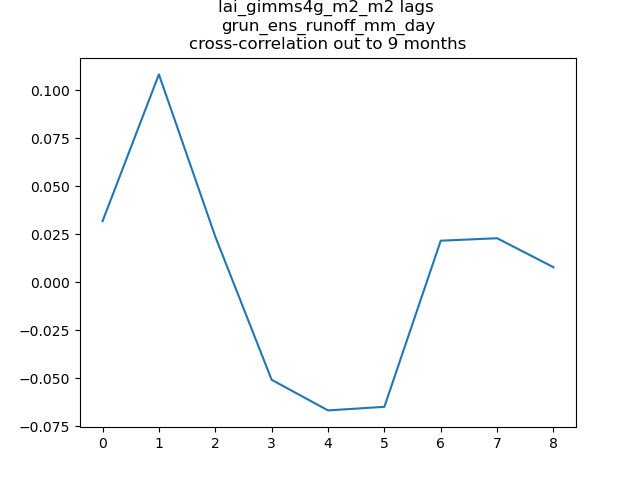 lai_gimms4g_m2_m2 lags
grun_ens_runoff_mm_day
cross-correlation out to 9 months
0.100
0.075
0.050
0.025
0.000
−0.025
−0.050
−0.075
0 1 2 3 4 5 6 7 8